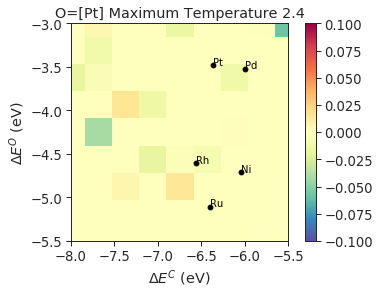 O=[Pt] Maximum Temperature 2.4
−3.0
−3.5
−4.0
−4.5
−5.0
−5.5
ΔE^O (eV)
Pt
Pd
Rh
Ni
Ru
−8.0 −7.5 −7.0 −6.5 −6.0 −5.5
ΔE^C (eV)
0.100
0.075
0.050
0.025
0.000
−0.025
−0.050
−0.075
−0.100